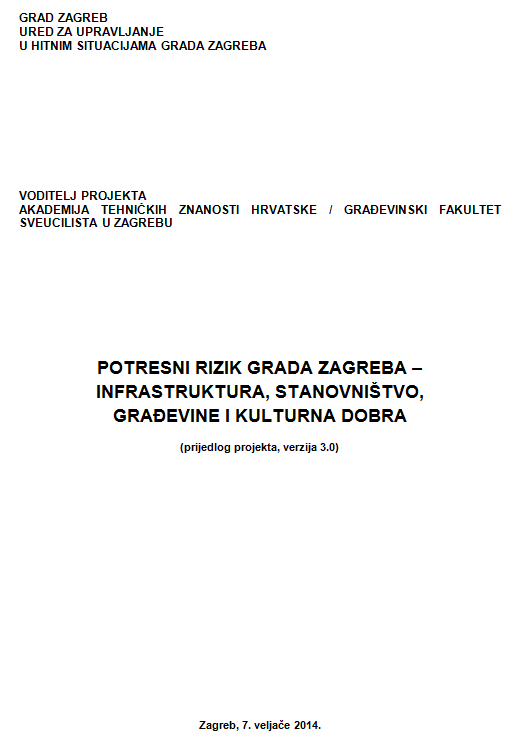 GRAD ZAGREB
URED ZA UPRAVLJANJE
U HITNIM SITUACIJAMA GRADA ZAGREBA
VODITELJ PROJEKTA
AKADEMIJA TEHNIČKIH ZNANOSTI HRVATSKE / GRAĐEVINSKI FAKULTET
SVEUCILISTA U ZAGREBU
POTRESNI RIZIK GRADA ZAGREBA –
INFRASTRUKTURA, STANOVNIŠTVO,
GRAĐEVINE I KULTURNA DOBRA
(prijedlog projekta, verzija 3.0)
Zagreb, 7. veljače 2014.